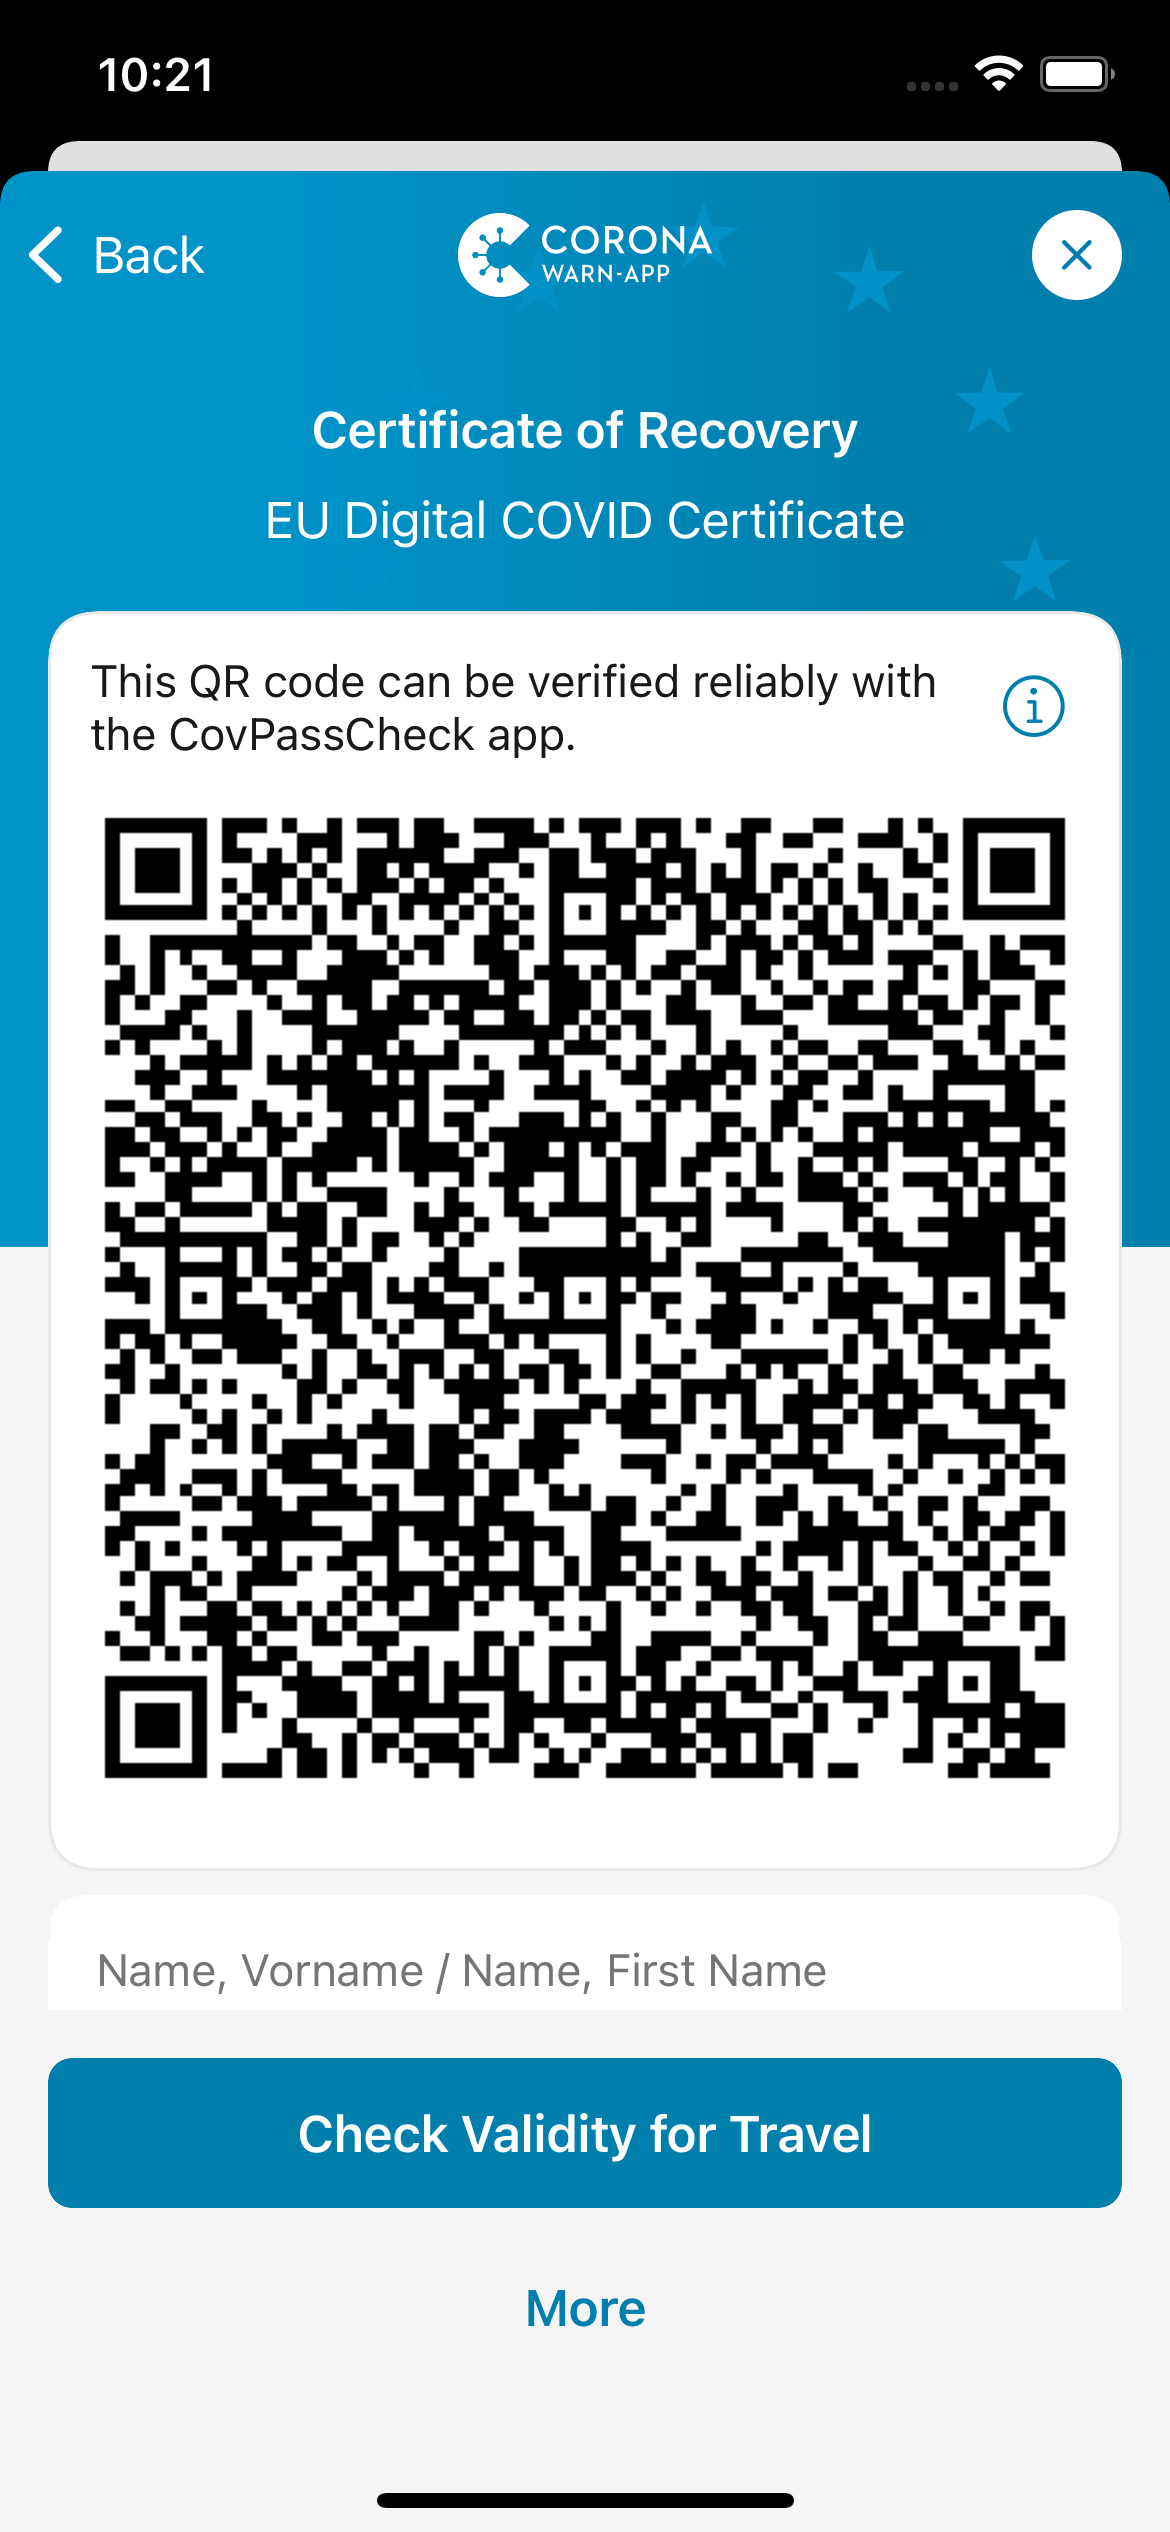 10:21
Back
CORONA
WARN-APP
Certificate of Recovery
EU Digital COVID Certificate
This QR code can be verified reliably with
the CovPassCheck app.
Name, Vorname / Name, First Name
Check Validity for Travel
More